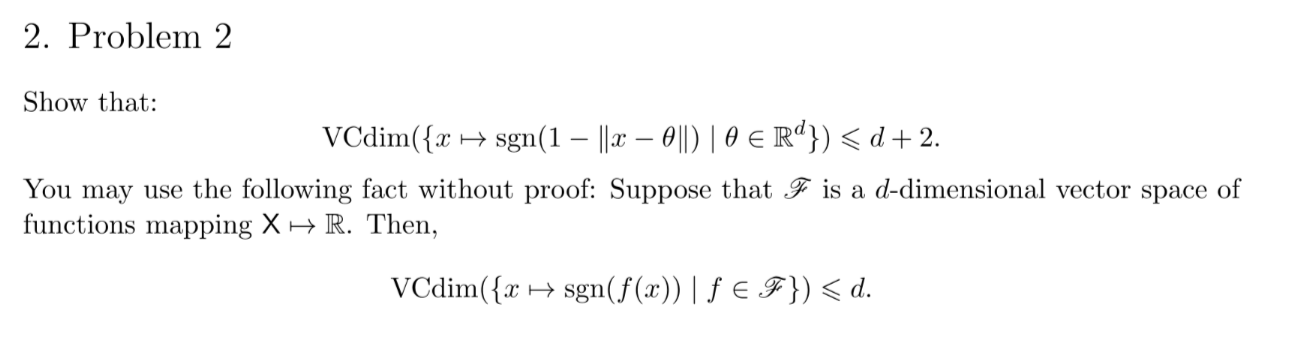 2. Problem 2
Show that:
VCdim({x ↦ sgn(1 − ‖x − θ‖) | θ ∈ ℝᵈ}) ⩽ d + 2.
You may use the following fact without proof: Suppose that ℱ is a d-dimensional vector space of
functions mapping X ↦ ℝ. Then,
VCdim({x ↦ sgn(f(x)) | f ∈ ℱ}) ⩽ d.